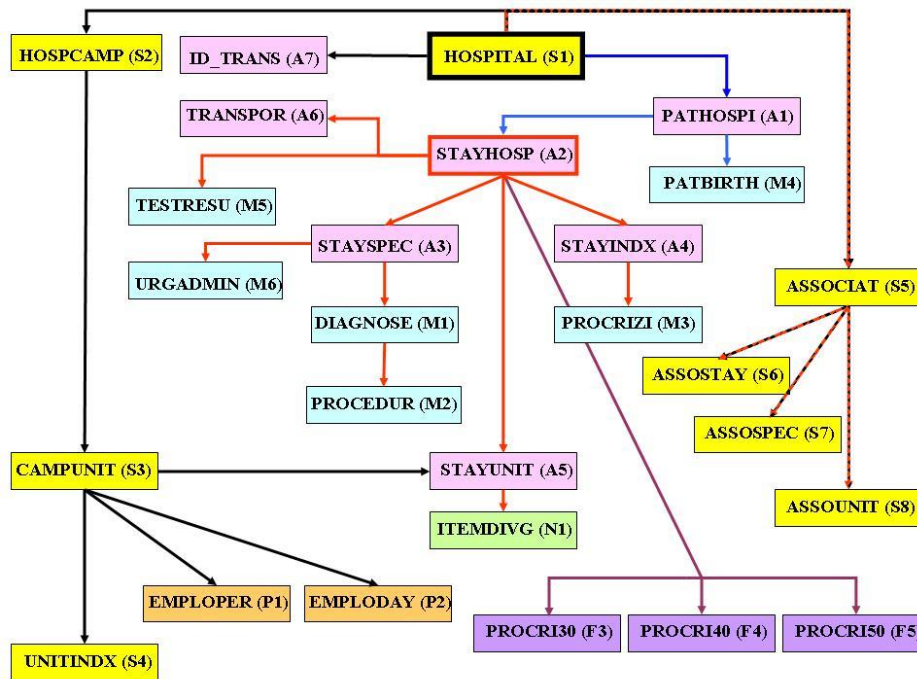 HOSPCAMP (S2)
ID_TRANS (A7)
HOSPITAL (S1)
TRANSPOR (A6)
PATHOSPI (A1)
STAYHOSP (A2)
PATBIRTH (M4)
TESTRESU (M5)
STAYSPEC (A3)
STAYINDX (A4)
URGADMIN (M6)
ASSOCIAT (S5)
DIAGNOSE (M1)
PROCRIZI (M3)
ASSOSTAY (S6)
PROCEDUR (M2)
ASSOSPEC (S7)
CAMPUNIT (S3)
STAYUNIT (A5)
ASSOUNIT (S8)
ITEMDIVG (N1)
EMPLOPER (P1)
EMPLODAY (P2)
PROCRI30 (F3)
PROCRI40 (F4)
PROCRI50 (F5)
UNITINDX (S4)